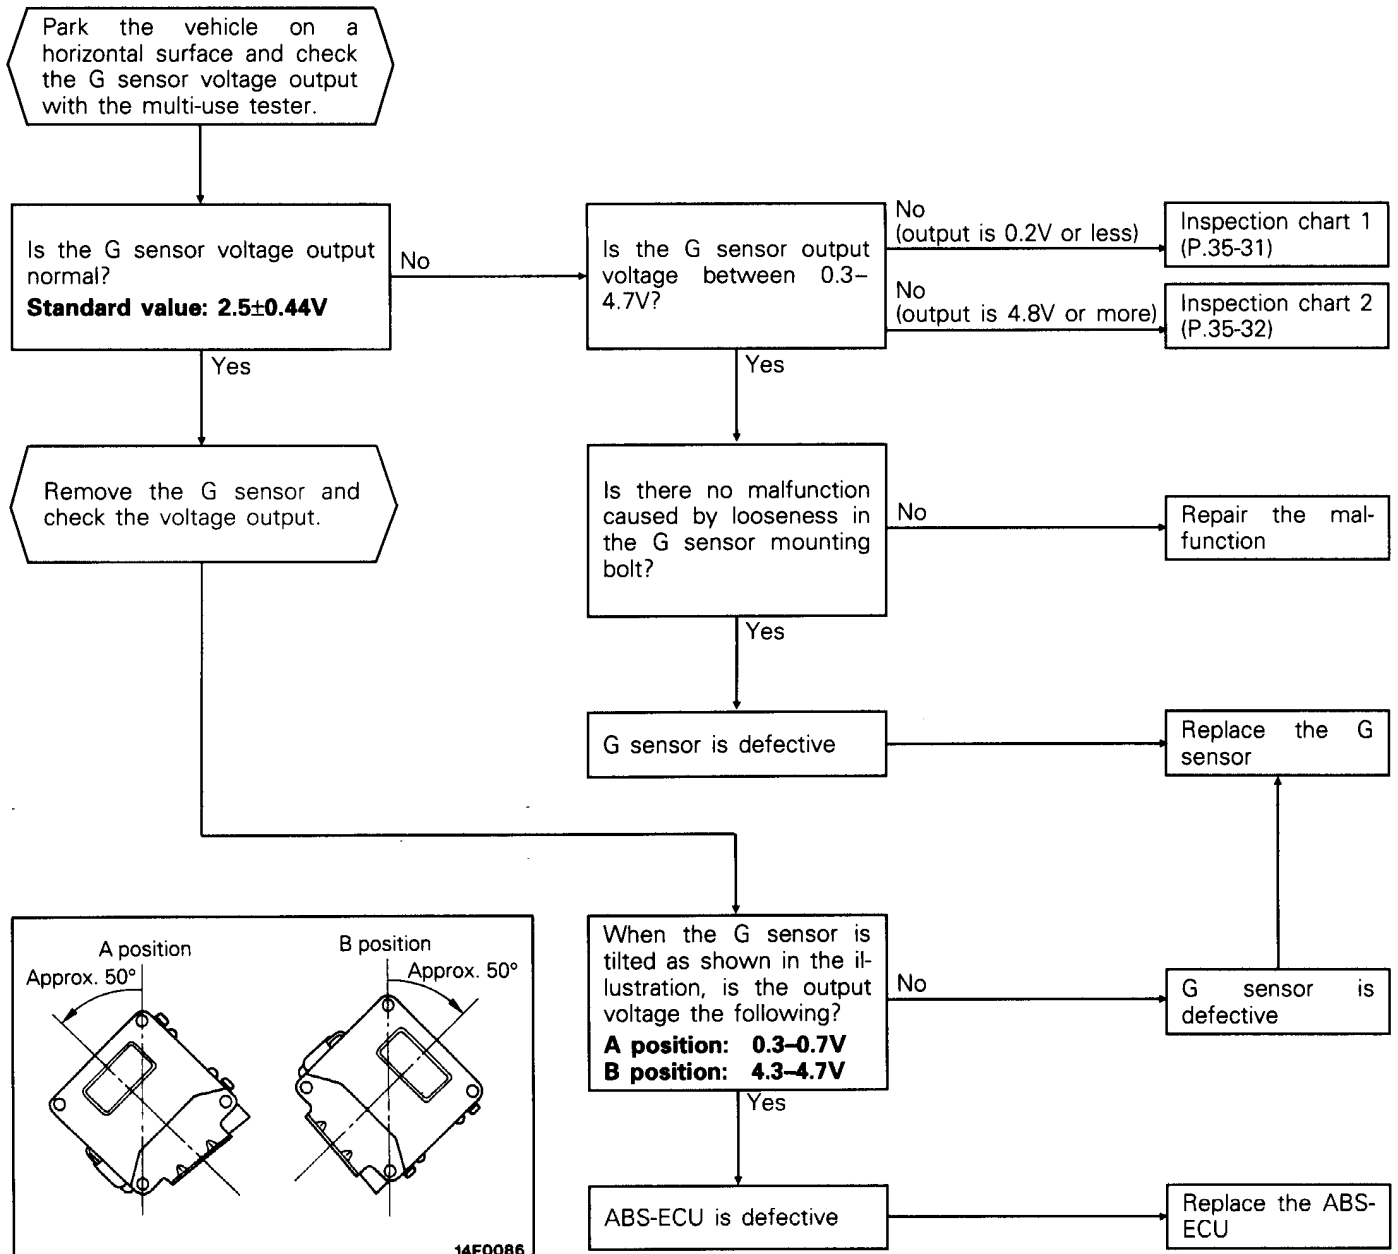 Park the vehicle on a
horizontal surface and check
the G sensor voltage output
with the multi-use tester.
Is the G sensor voltage output
normal?
Standard value: 2.5±0.44V
No
Is the G sensor output
voltage between 0.3–
4.7V?
No
(output is 0.2V or less)
Inspection chart 1
(P.35-31)
No
(output is 4.8V or more)
Inspection chart 2
(P.35-32)
Yes
Yes
Remove the G sensor and
check the voltage output.
Is there no malfunction
caused by looseness in
the G sensor mounting
bolt?
No
Repair the mal-
function
Yes
G sensor is defective
Replace the G
sensor
A position
Approx. 50°
B position
Approx. 50°
14F0086
When the G sensor is
tilted as shown in the il-
lustration, is the output
voltage the following?
A position: 0.3–0.7V
B position: 4.3–4.7V
No
G sensor is
defective
Yes
ABS-ECU is defective
Replace the ABS-
ECU